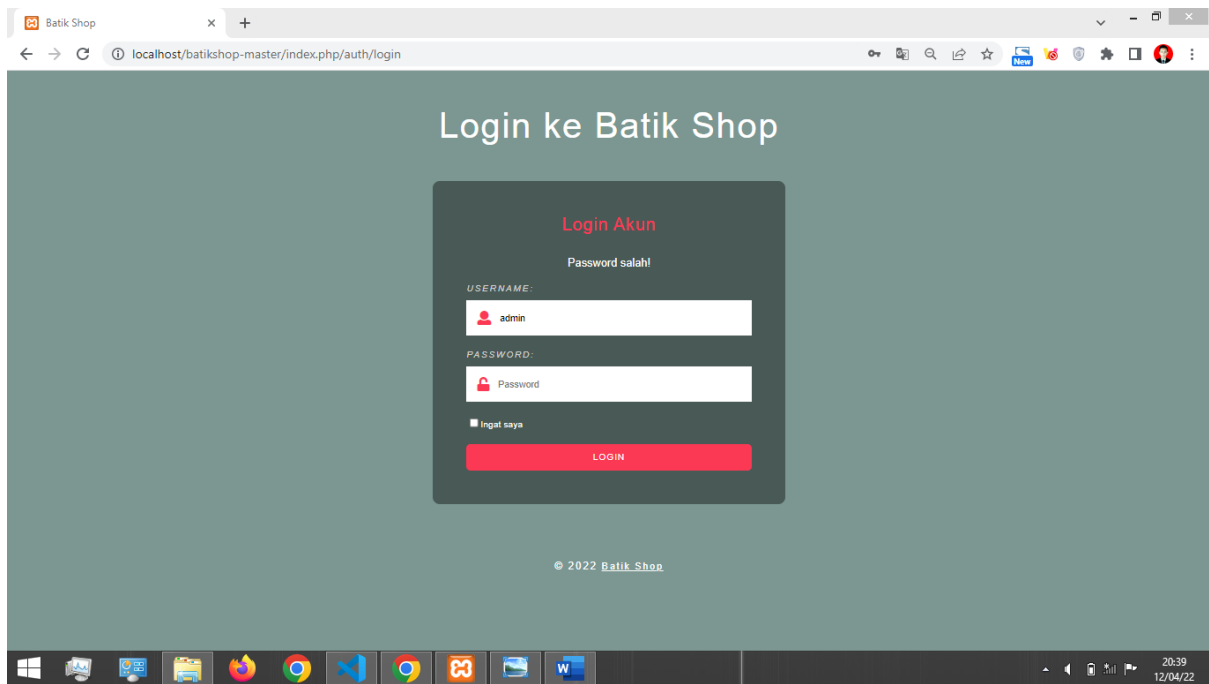 Batik Shop
localhost/batikshop-master/index.php/auth/login
New
Login ke Batik Shop
Login Akun
Password salah!
USERNAME:
admin
PASSWORD:
Password
Ingat saya
LOGIN
© 2022 Batik Shop
20:39
12/04/22